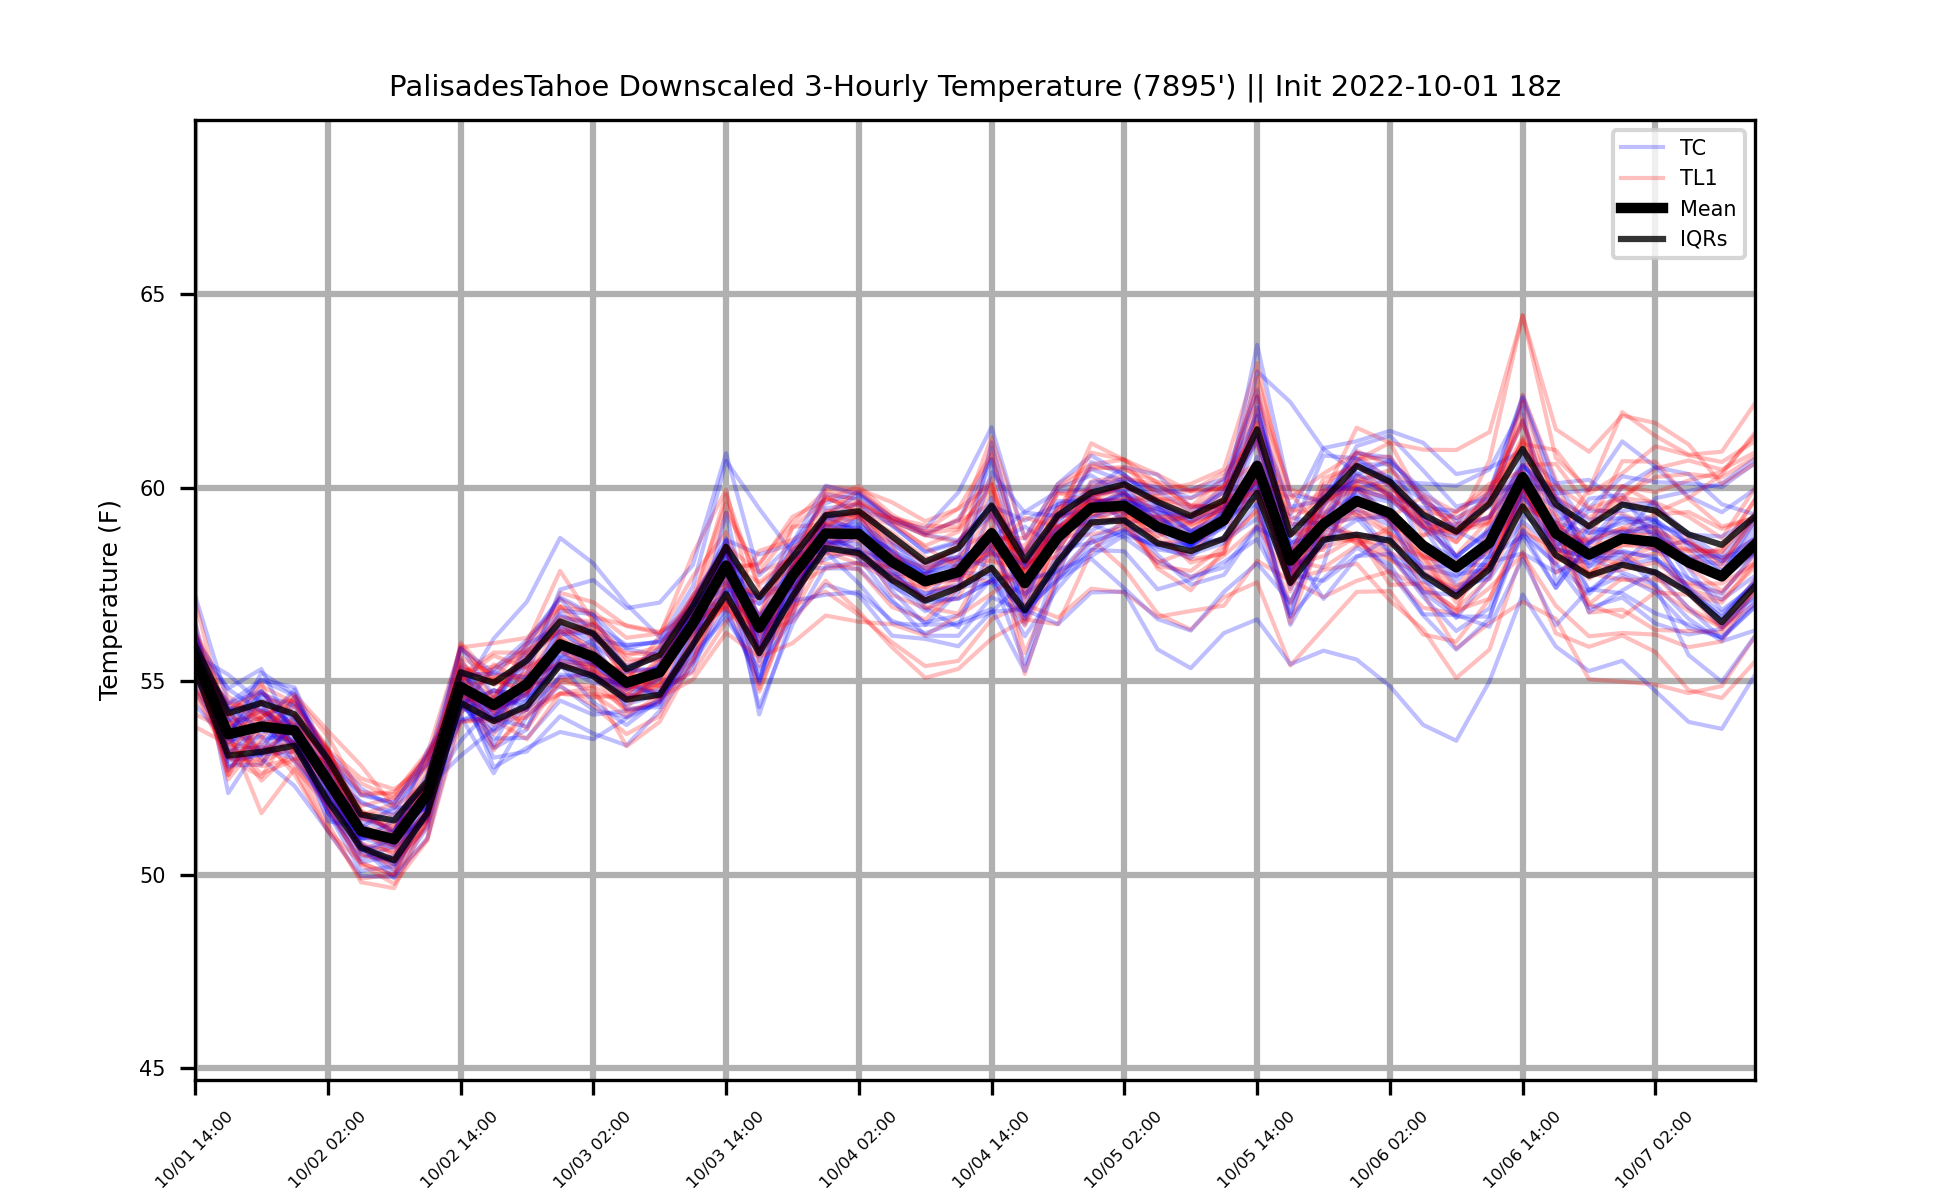 PalisadesTahoe Downscaled 3-Hourly Temperature (7895') || Init 2022-10-01 18z
TC
TL1
Mean
IQRs
Temperature (F)
65
60
55
50
45
10/01 14:00
10/02 02:00
10/02 14:00
10/03 02:00
10/03 14:00
10/04 02:00
10/04 14:00
10/05 02:00
10/05 14:00
10/06 02:00
10/06 14:00
10/07 02:00